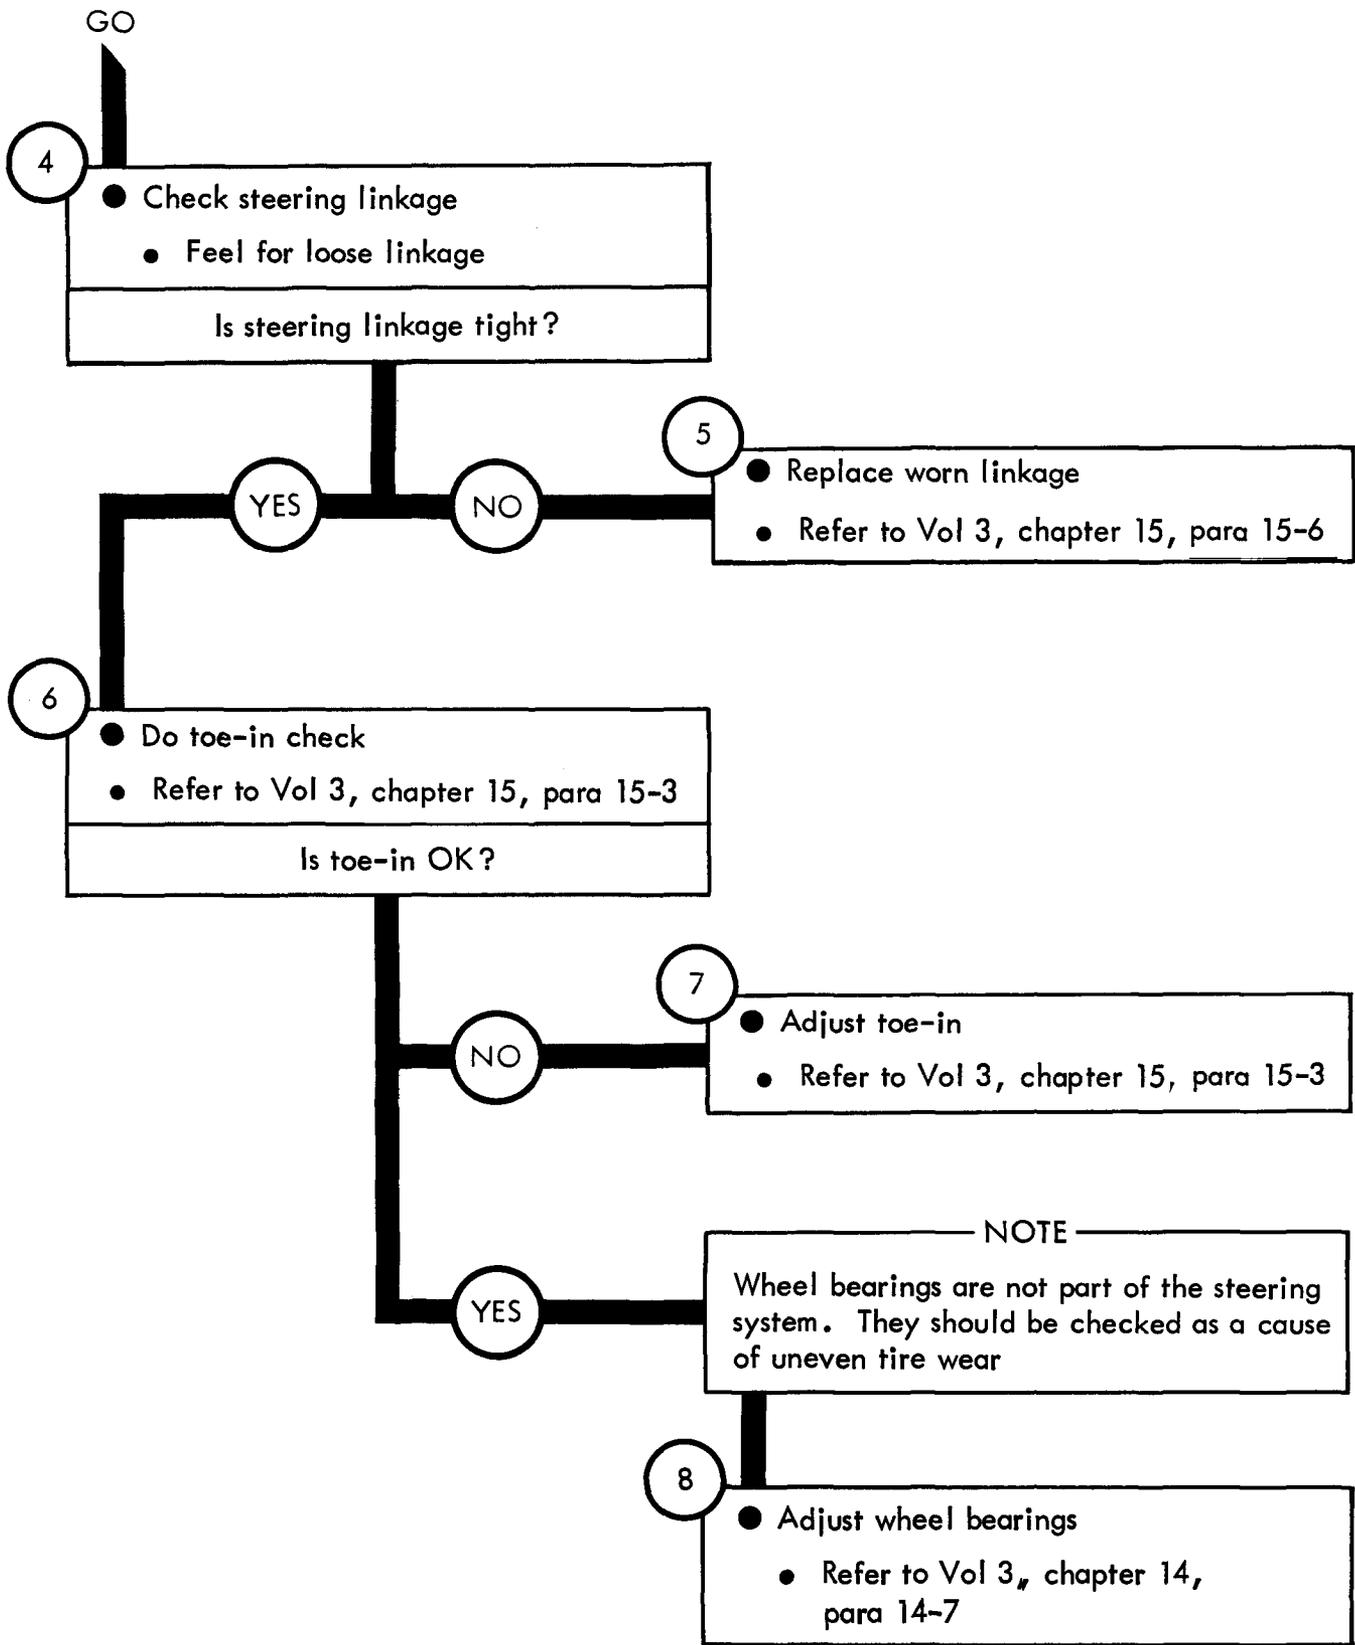 GO
4
● Check steering linkage
● Feel for loose linkage
Is steering linkage tight?
YES
NO
5
● Replace worn linkage
● Refer to Vol 3, chapter 15, para 15-6
6
● Do toe-in check
● Refer to Vol 3, chapter 15, para 15-3
Is toe-in OK?
NO
7
● Adjust toe-in
● Refer to Vol 3, chapter 15, para 15-3
YES
NOTE
Wheel bearings are not part of the steering
system. They should be checked as a cause
of uneven tire wear
8
● Adjust wheel bearings
● Refer to Vol 3, chapter 14,
para 14-7